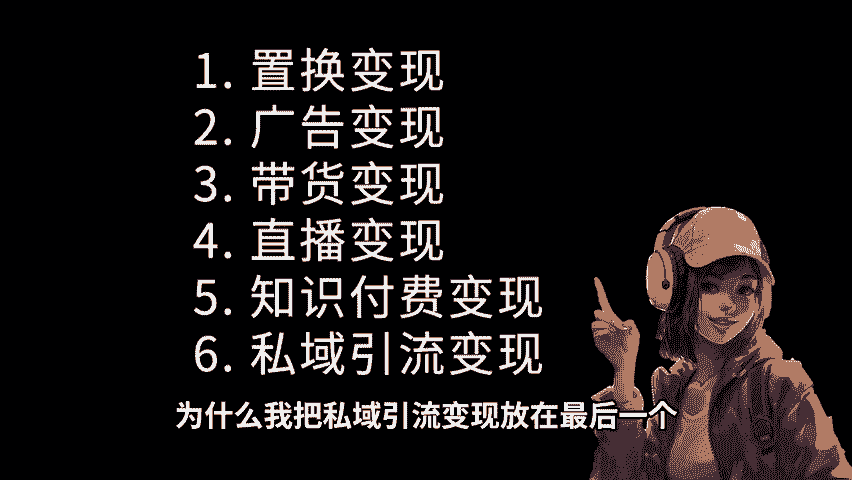 1. 置换变现
2. 广告变现
3. 带货变现
4. 直播变现
5. 知识付费变现
6. 私域引流变现
为什么我把私域引流变现放在最后一个